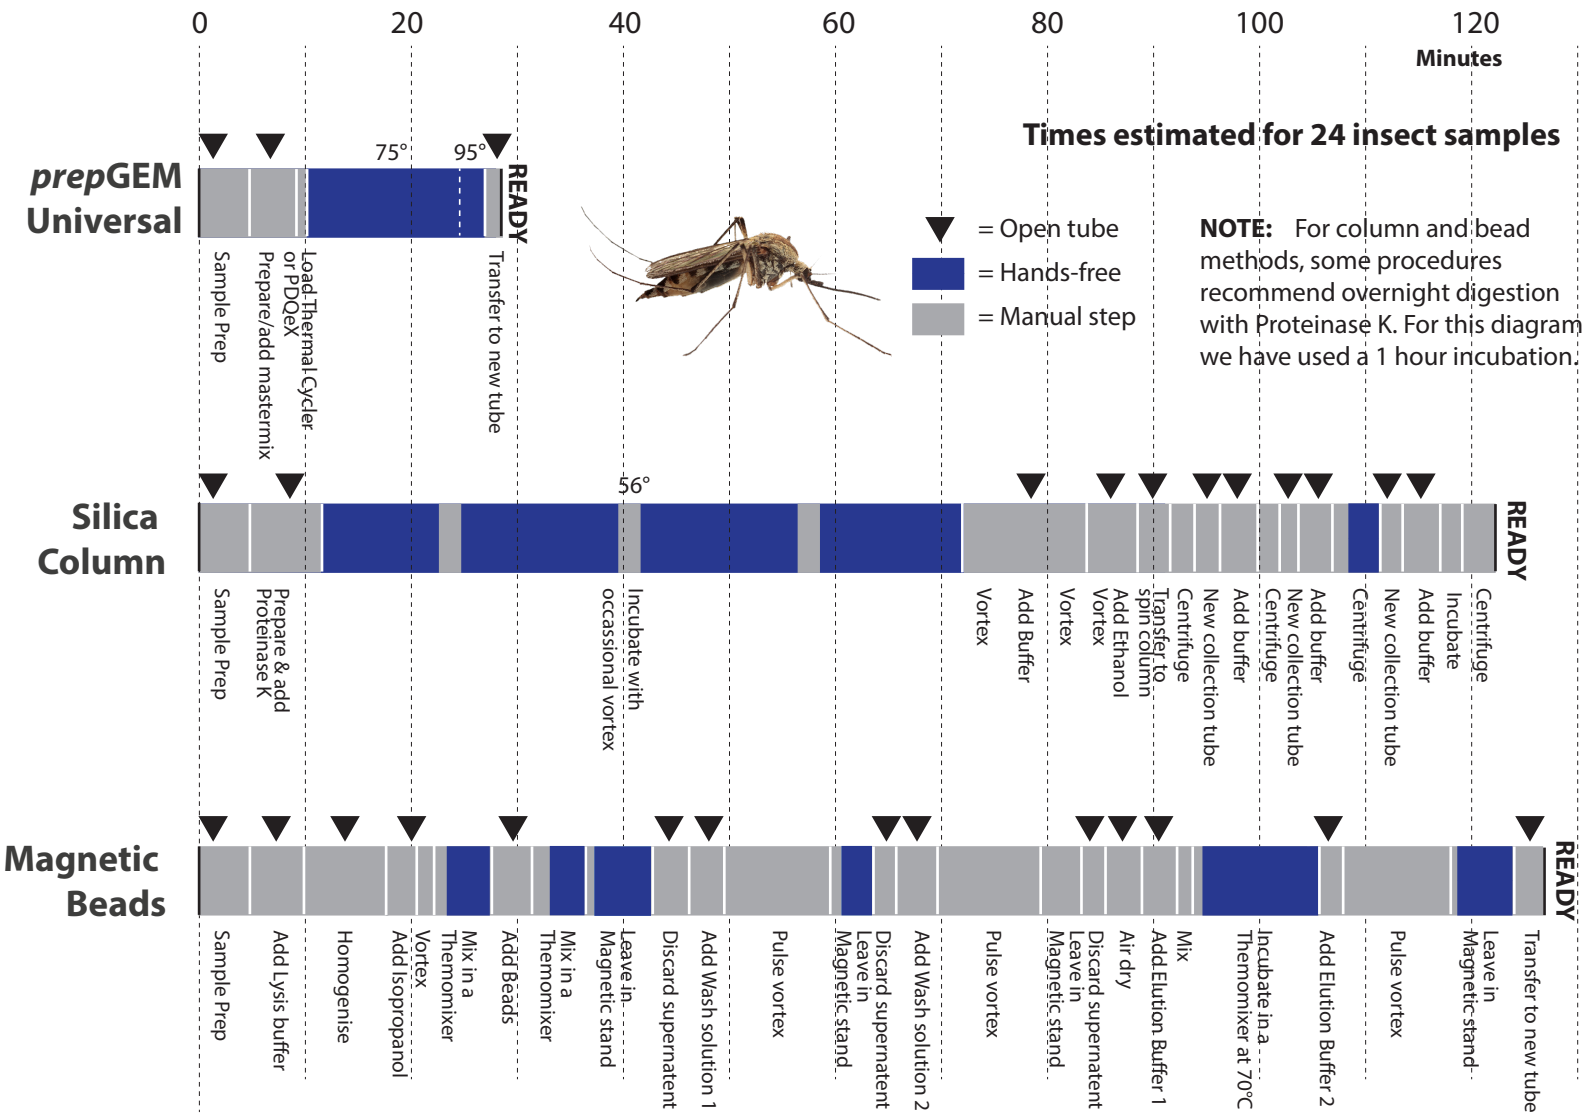 0 20 40 60 80 100 120
Minutes
Times estimated for 24 insect samples
prepGEM
Universal
75°
95°
READY
Sample Prep
Prepare/add mastermix
Load Thermal Cycler
or PDQeX
Transfer to new tube
= Open tube
= Hands-free
= Manual step
NOTE: For column and bead
methods, some procedures
recommend overnight digestion
with Proteinase K. For this diagram
we have used a 1 hour incubation.
Silica
Column
56°
READY
Sample Prep
Prepare & add
Proteinase K
Incubate with
occassional vortex
Vortex
Add Buffer
Vortex
Vortex
Add Ethanol
Transfer to
spin column
Centrifuge
New collection tube
Add buffer
Centrifuge
New collection tube
Add buffer
Centrifuge
New collection tube
Add buffer
Incubate
Centrifuge
Magnetic
Beads
READY
Sample Prep
Add Lysis buffer
Homogenise
Add Isopropanol
Vortex
Mix in a
Themomixer
Add Beads
Mix in a
Themomixer
Leave in
Magnetic stand
Discard supernatent
Add Wash solution 1
Pulse vortex
Leave in
Magnetic stand
Discard supernatent
Add Wash solution 2
Pulse vortex
Leave in
Magnetic stand
Discard supernatent
Air dry
Add Elution Buffer 1
Mix
Incubate in a
Themomixer at 70°C
Add Elution Buffer 2
Pulse vortex
Leave in
Magnetic stand
Transfer to new tube